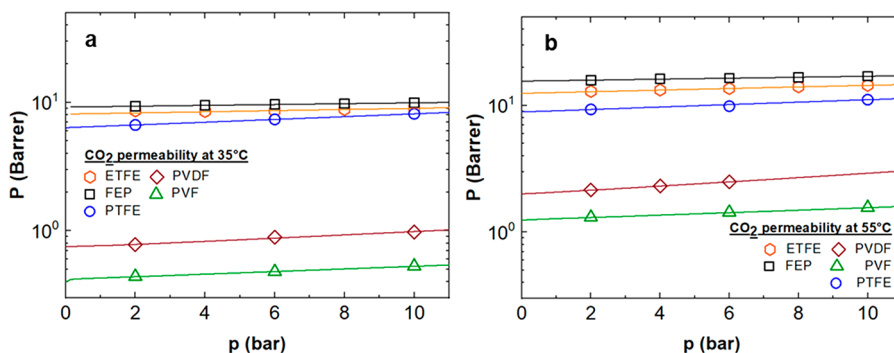 a
P (Barrer)
10¹
10⁰
CO₂ permeability at 35°C
ETFE PVDF
FEP PVF
PTFE
0 2 4 6 8 10
p (bar)
b
P (Barrer)
10¹
10⁰
CO₂ permeability at 55°C
ETFE PVDF
FEP PVF
PTFE
0 2 4 6 8 10
p (bar)